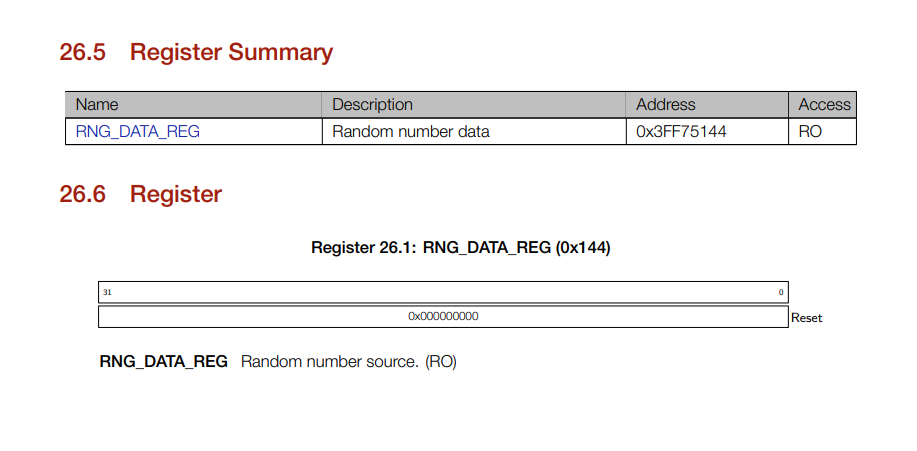 26.5 Register Summary
Name Description Address Access
RNG_DATA_REG Random number data 0x3FF75144 RO
26.6 Register
Register 26.1: RNG_DATA_REG (0x144)
31 0
0x000000000 Reset
RNG_DATA_REG Random number source. (RO)